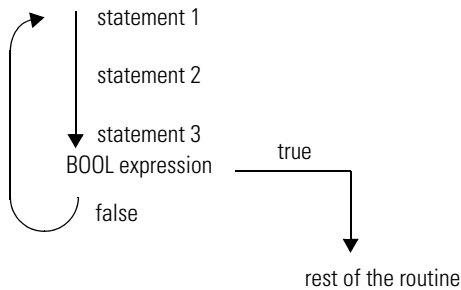 statement 1
statement 2
statement 3
BOOL expression
true
false
rest of the routine